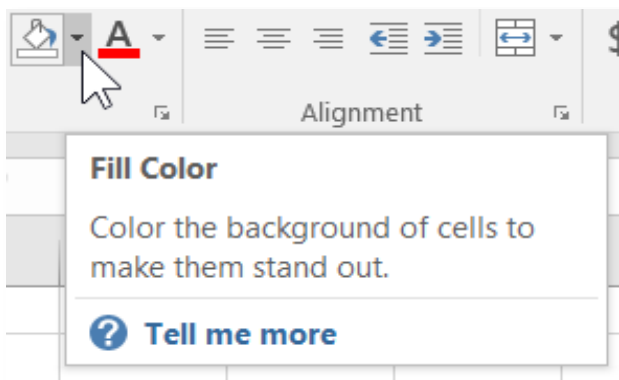 A
$
Alignment
Fill Color
Color the background of cells to
make them stand out.
? Tell me more